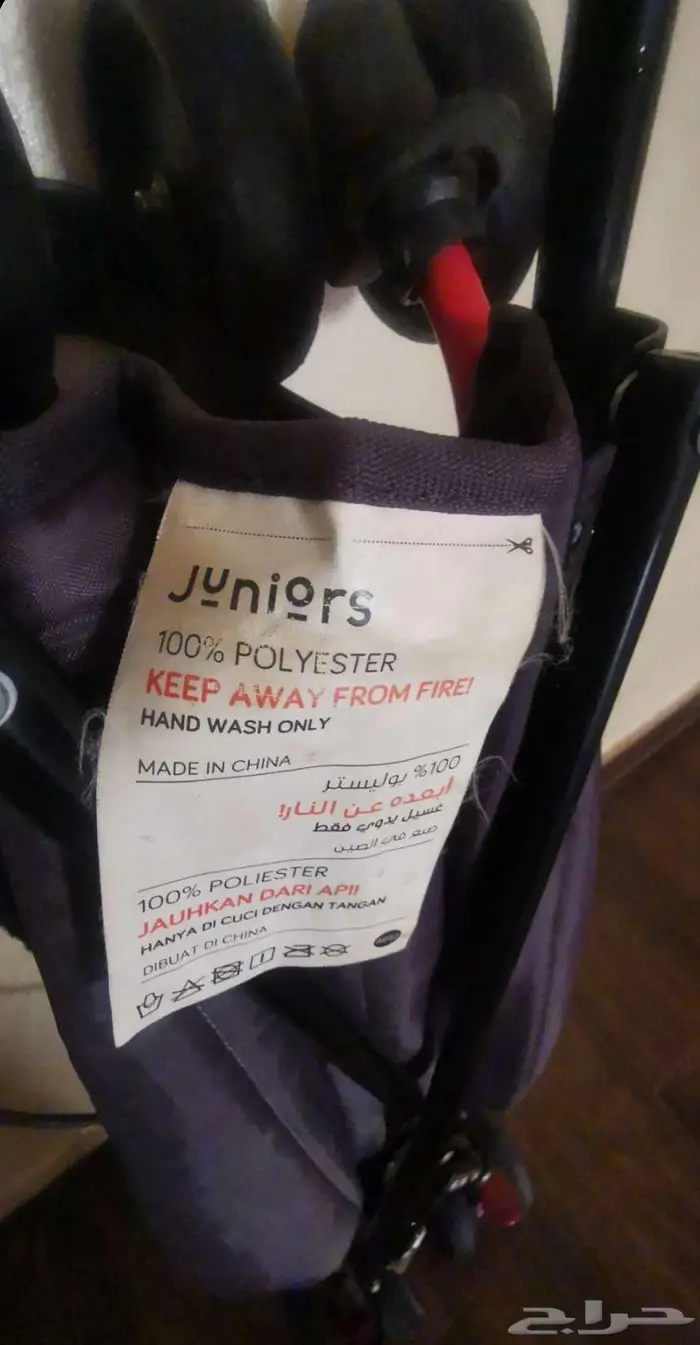 Juniors
100% POLYESTER
KEEP AWAY FROM FIRE!
HAND WASH ONLY
MADE IN CHINA
100% بوليستر
أبعده عن النار!
غسيل يدوي فقط
صنع في الصين
100% POLIESTER
JAUHKAN DARI API!
HANYA DI CUCI DENGAN TANGAN
DIBUAT DI CHINA
حراج